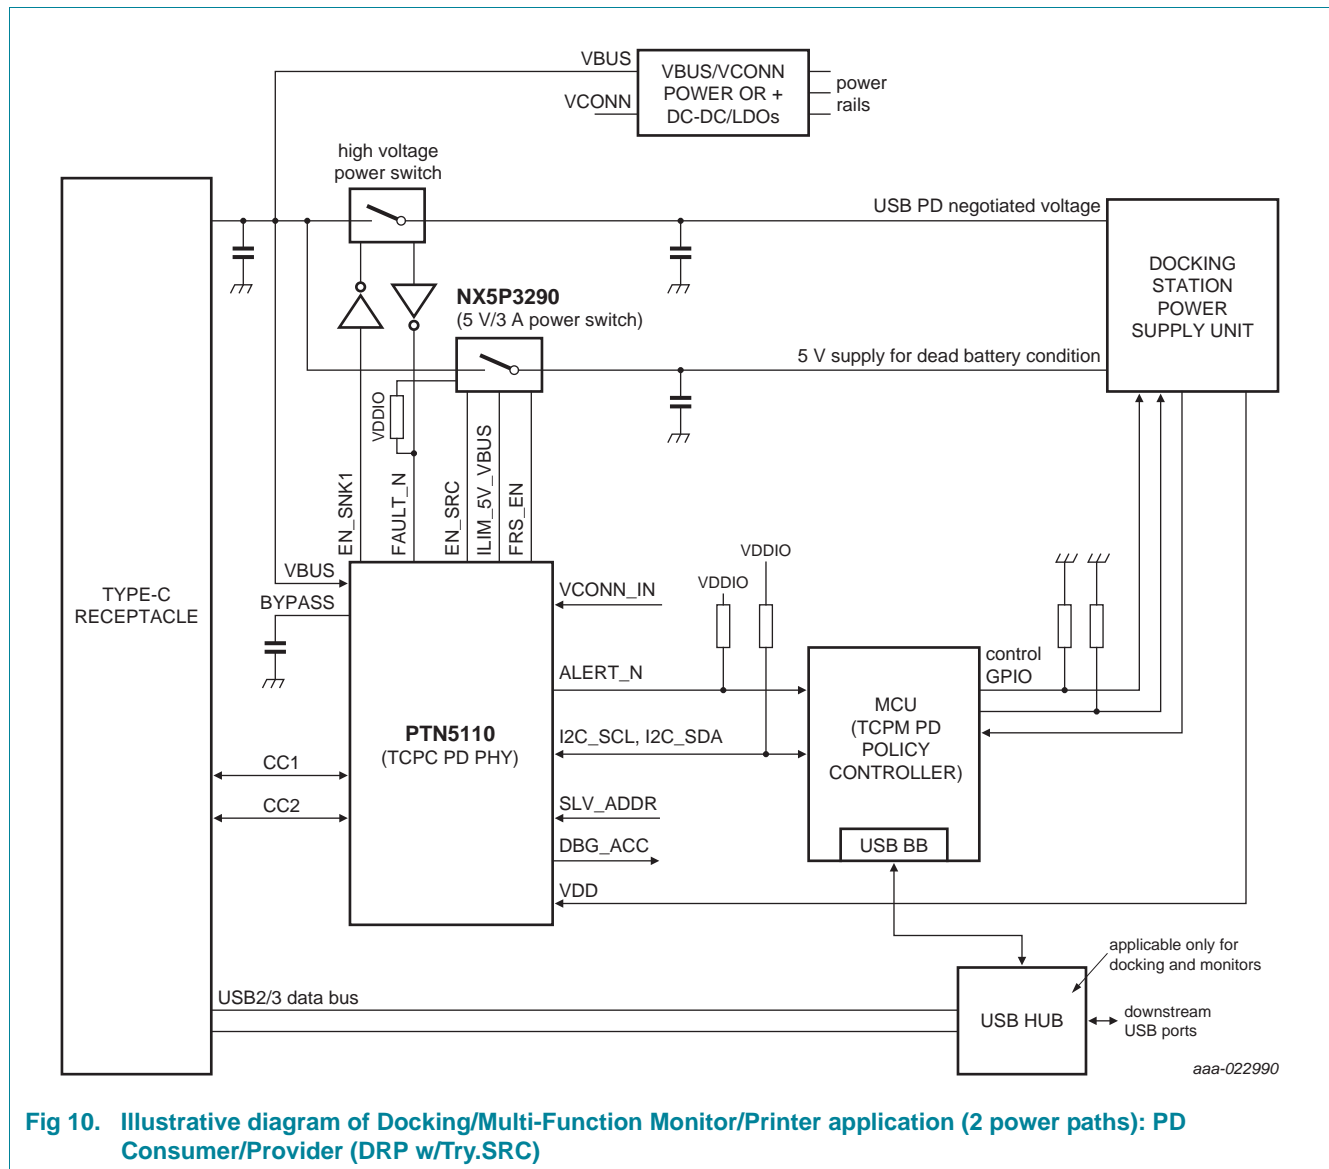 VBUS
VCONN
VBUS/VCONN
POWER OR +
DC-DC/LDOs
power
rails
high voltage
power switch
USB PD negotiated voltage
DOCKING
STATION
POWER
SUPPLY UNIT
NX5P3290
(5 V/3 A power switch)
5 V supply for dead battery condition
VDDIO
EN_SNK1
FAULT_N
EN_SRC
ILIM_5V_VBUS
FRS_EN
TYPE-C
RECEPTACLE
VBUS
BYPASS
VCONN_IN
VDDIO
VDDIO
ALERT_N
control
GPIO
PTN5110
(TCPC PD PHY)
I2C_SCL, I2C_SDA
MCU
(TCPM PD
POLICY
CONTROLLER)
CC1
CC2
SLV_ADDR
DBG_ACC
USB BB
VDD
applicable only for
docking and monitors
USB2/3 data bus
USB HUB
downstream
USB ports
aaa-022990
Fig 10. Illustrative diagram of Docking/Multi-Function Monitor/Printer application (2 power paths): PD
Consumer/Provider (DRP w/Try.SRC)